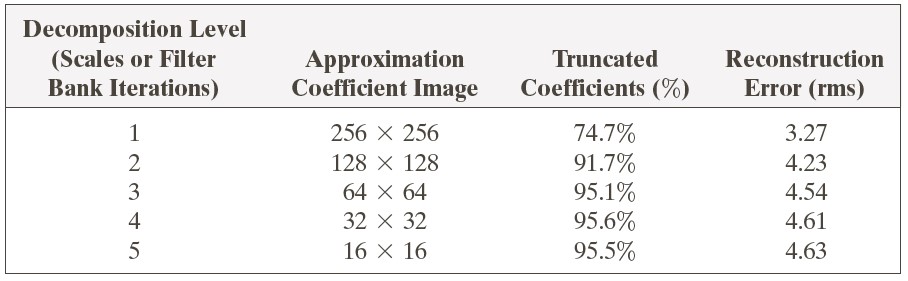 Decomposition Level
(Scales or Filter
Bank Iterations)
Approximation
Coefficient Image
Truncated
Coefficients (%)
Reconstruction
Error (rms)
1 256 × 256 74.7% 3.27
2 128 × 128 91.7% 4.23
3 64 × 64 95.1% 4.54
4 32 × 32 95.6% 4.61
5 16 × 16 95.5% 4.63